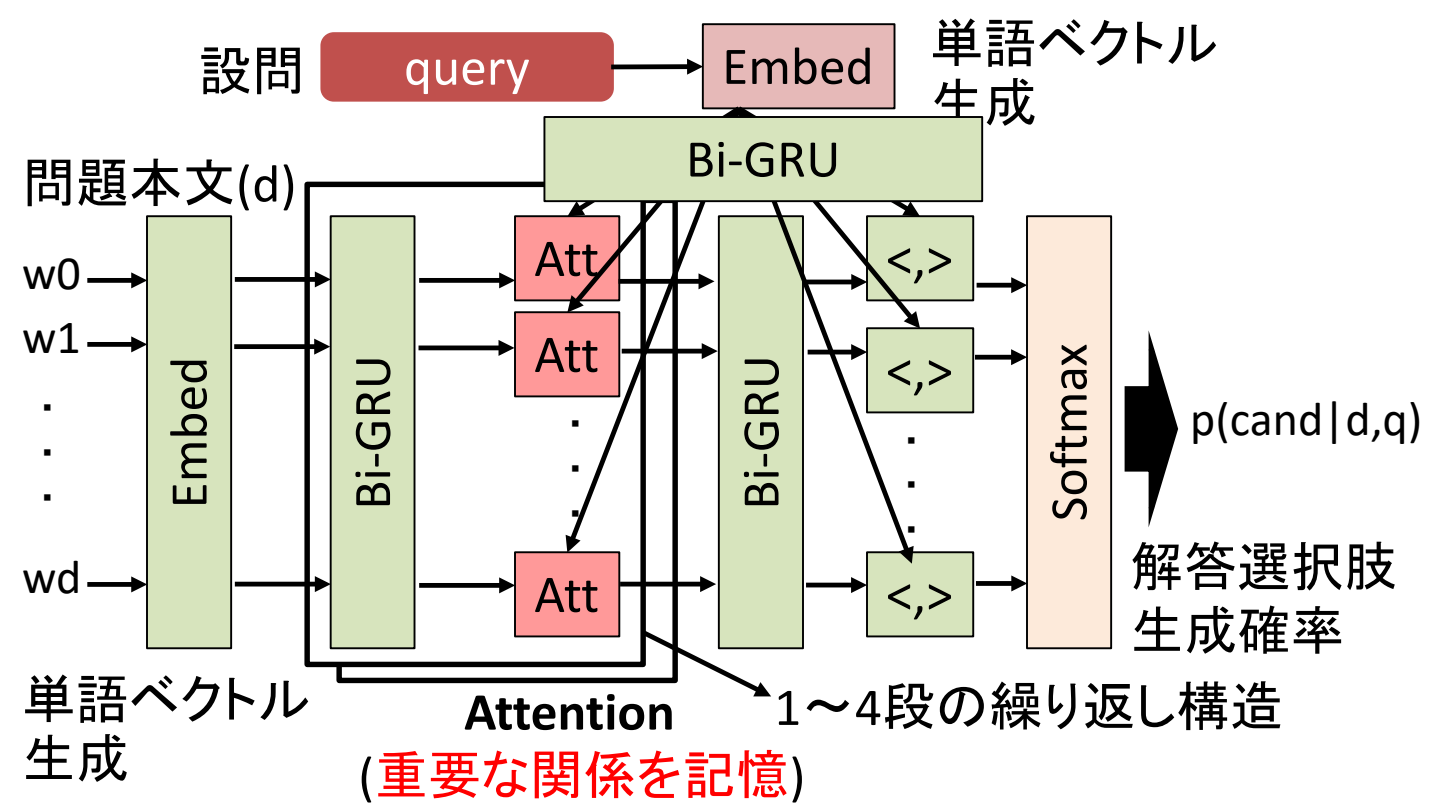 設問
query
Embed
単語ベクトル
生成
Bi-GRU
問題本文(d)
w0
w1
.
.
.
wd
Embed
Bi-GRU
Att
Att
.
.
.
Att
Bi-GRU
<,>
<,>
.
.
.
<,>
Softmax
p(cand|d,q)
解答選択肢
生成確率
単語ベクトル
生成
Attention
(重要な関係を記憶)
1～4段の繰り返し構造